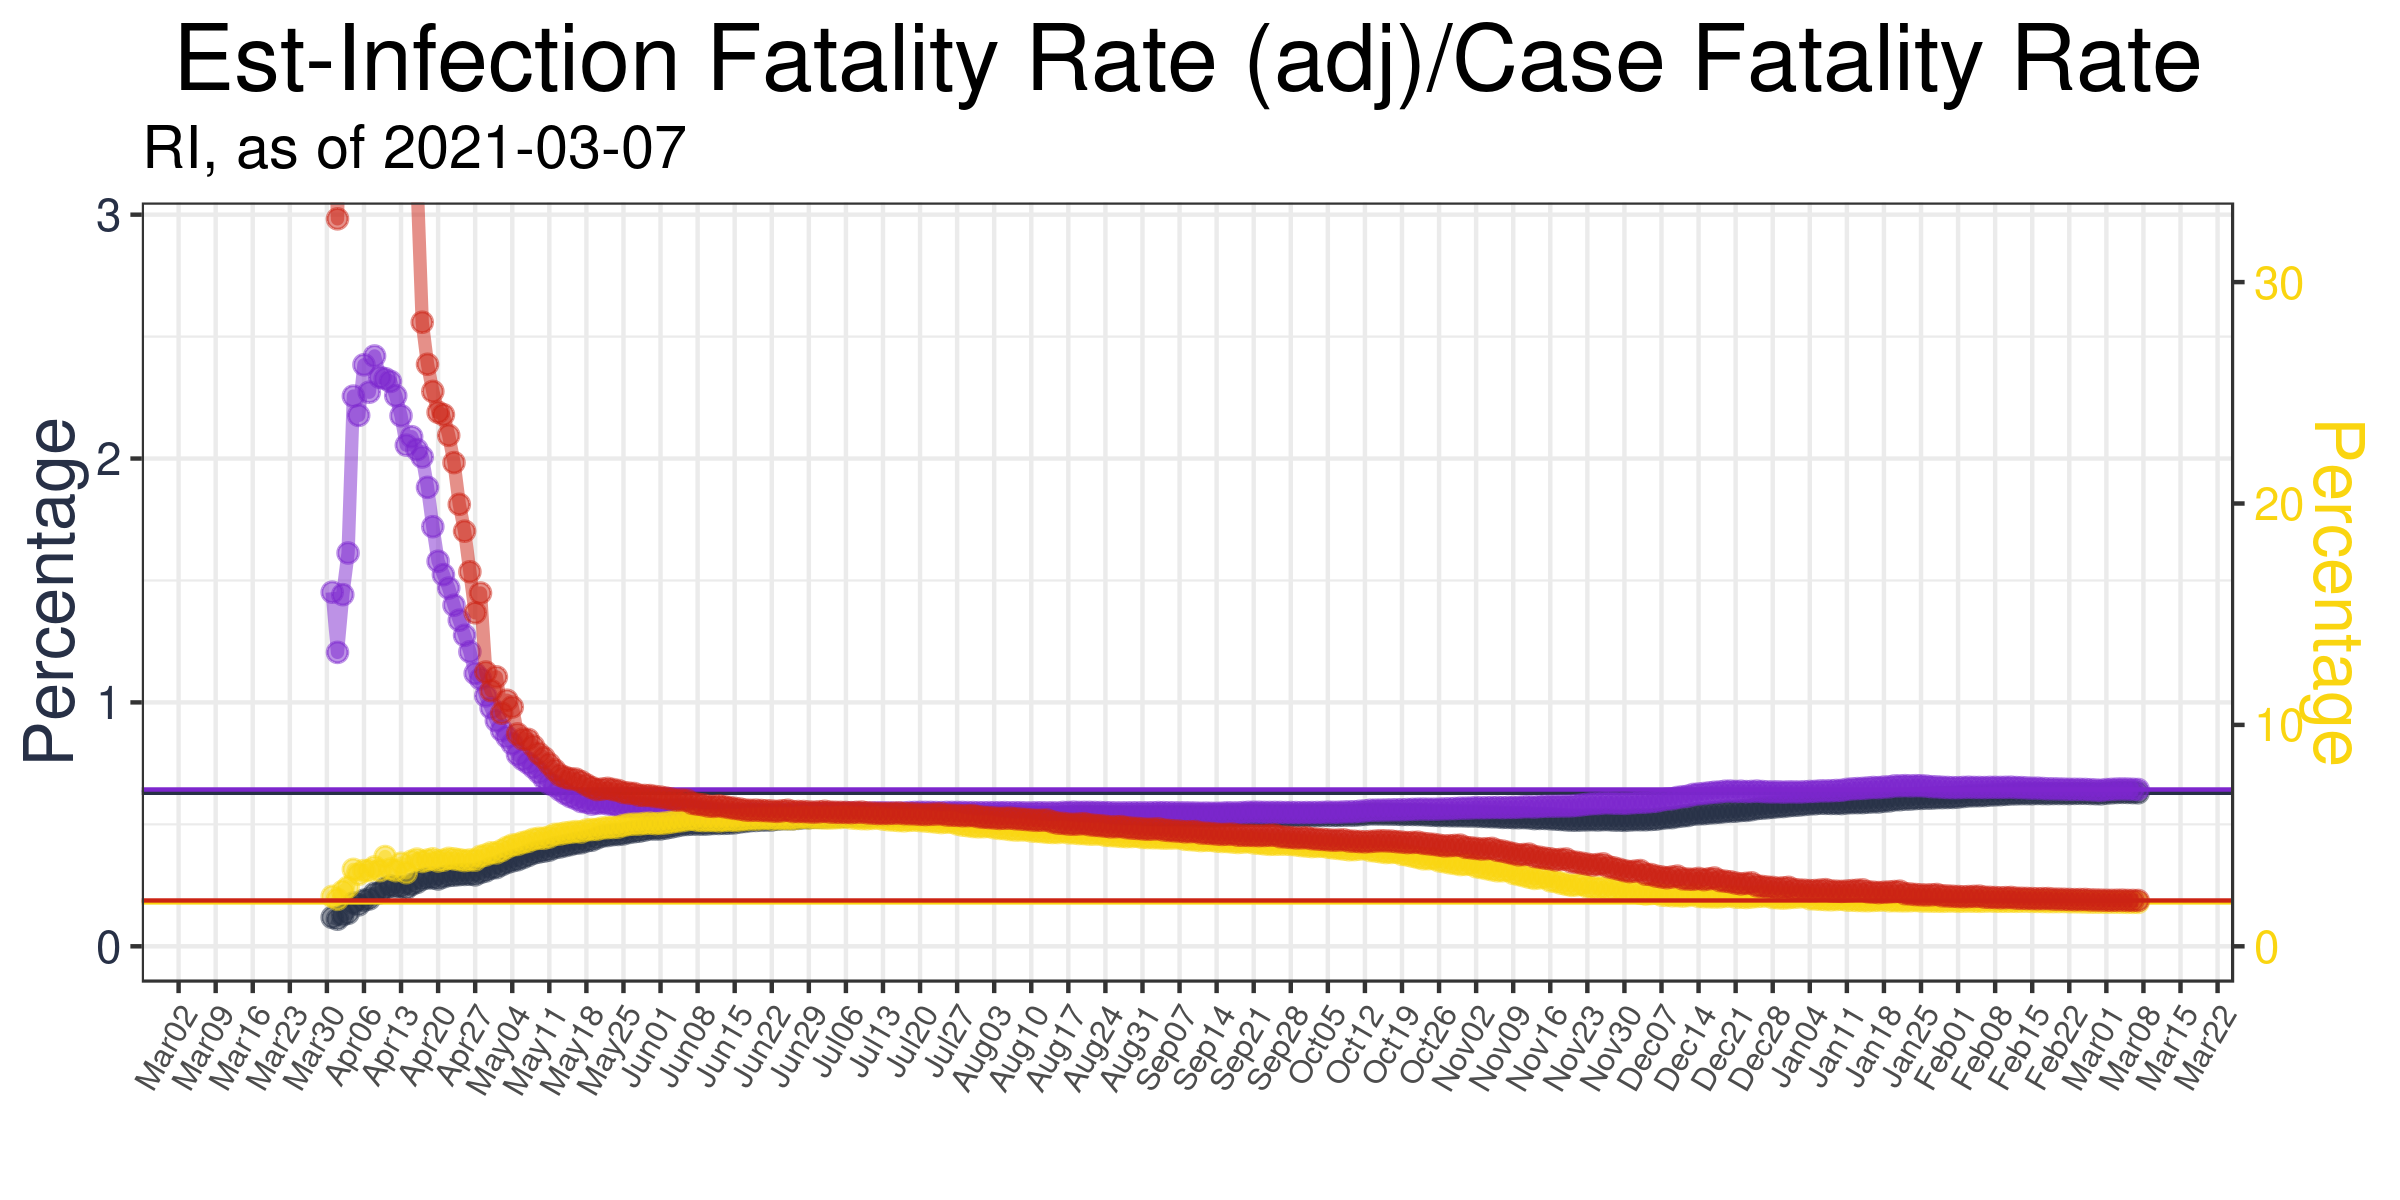 Est-Infection Fatality Rate (adj)/Case Fatality Rate
RI, as of 2021-03-07
Percentage
3
2
1
0
30
20
10
0
Percentage
Mar02
Mar09
Mar16
Mar23
Mar30
Apr06
Apr13
Apr20
Apr27
May04
May11
May18
May25
Jun01
Jun08
Jun15
Jun22
Jun29
Jul06
Jul13
Jul20
Jul27
Aug03
Aug10
Aug17
Aug24
Aug31
Sep07
Sep14
Sep21
Sep28
Oct05
Oct12
Oct19
Oct26
Nov02
Nov09
Nov16
Nov23
Nov30
Dec07
Dec14
Dec21
Dec28
Dec04
Jan11
Jan18
Jan25
Feb01
Feb08
Feb15
Feb22
Mar01
Mar08
Mar15
Mar22